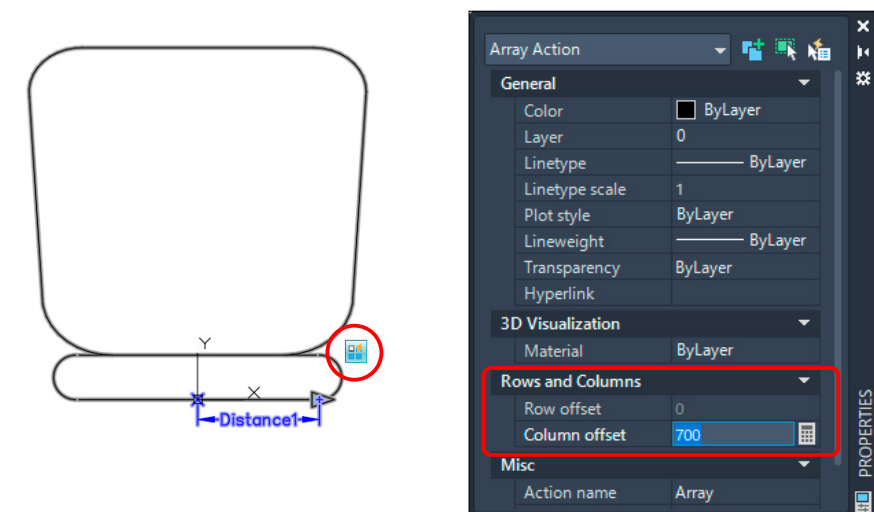 Y
X
Distance1
Array Action
General
Color ByLayer
Layer 0
Linetype ByLayer
Linetype scale 1
Plot style ByLayer
Lineweight ByLayer
Transparency ByLayer
Hyperlink
3D Visualization
Material ByLayer
Rows and Columns
Row offset 0
Column offset 700
Misc
Action name Array
PROPERTIES